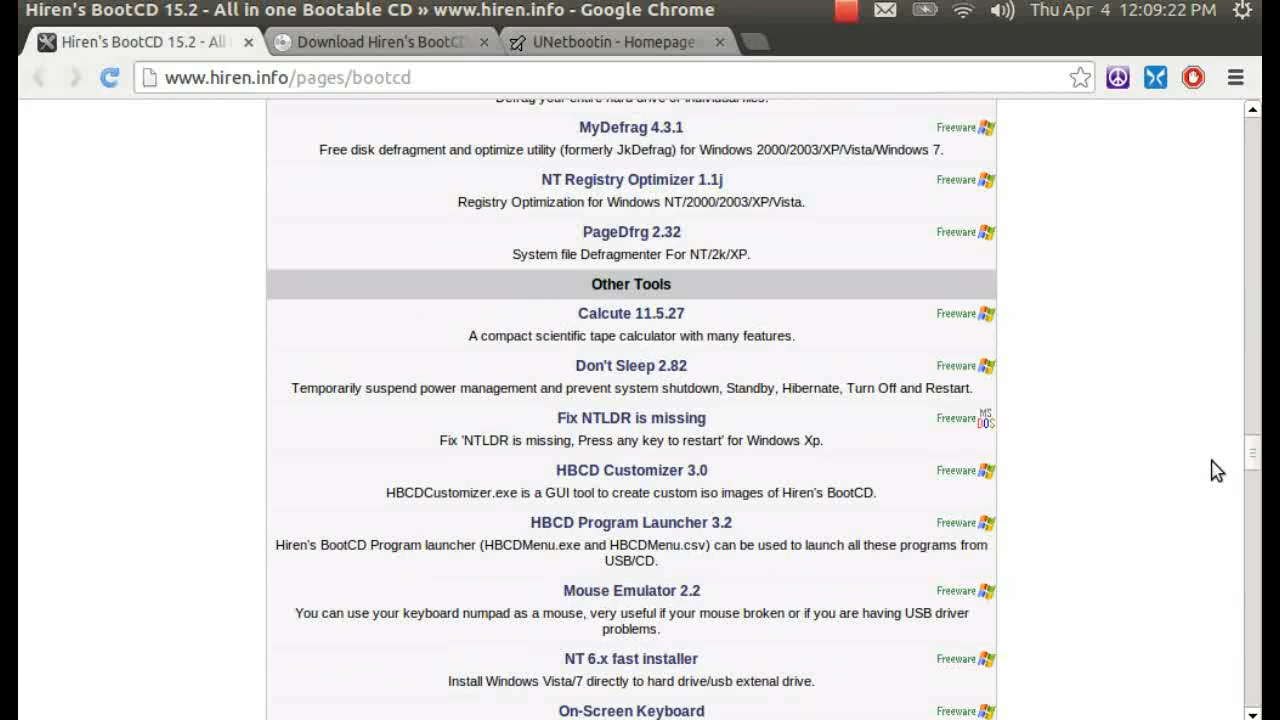 Hiren's BootCD 15.2 - All in one Bootable CD » www.hiren.info - Google Chrome
Thu Apr 4 12:09:22 PM
Hiren's BootCD 15.2 - All
Download Hiren's BootCD
UNetbootin - Homepage
www.hiren.info/pages/bootcd
Defrag your entire hard drive or individual files.
MyDefrag 4.3.1
Freeware
Free disk defragment and optimize utility (formerly JkDefrag) for Windows 2000/2003/XP/Vista/Windows 7.
NT Registry Optimizer 1.1j
Freeware
Registry Optimization for Windows NT/2000/2003/XP/Vista.
PageDfrg 2.32
Freeware
System file Defragmenter For NT/2k/XP.
Other Tools
Calcute 11.5.27
Freeware
A compact scientific tape calculator with many features.
Don't Sleep 2.82
Freeware
Temporarily suspend power management and prevent system shutdown, Standby, Hibernate, Turn Off and Restart.
Fix NTLDR is missing
Freeware MS DOS
Fix 'NTLDR is missing, Press any key to restart' for Windows Xp.
HBCD Customizer 3.0
Freeware
HBCDCustomizer.exe is a GUI tool to create custom iso images of Hiren's BootCD.
HBCD Program Launcher 3.2
Freeware
Hiren's BootCD Program launcher (HBCDMenu.exe and HBCDMenu.csv) can be used to launch all these programs from
USB/CD.
Mouse Emulator 2.2
Freeware
You can use your keyboard numpad as a mouse, very useful if your mouse broken or if you are having USB driver
problems.
NT 6.x fast installer
Freeware
Install Windows Vista/7 directly to hard drive/usb extenal drive.
On-Screen Keyboard
Freeware